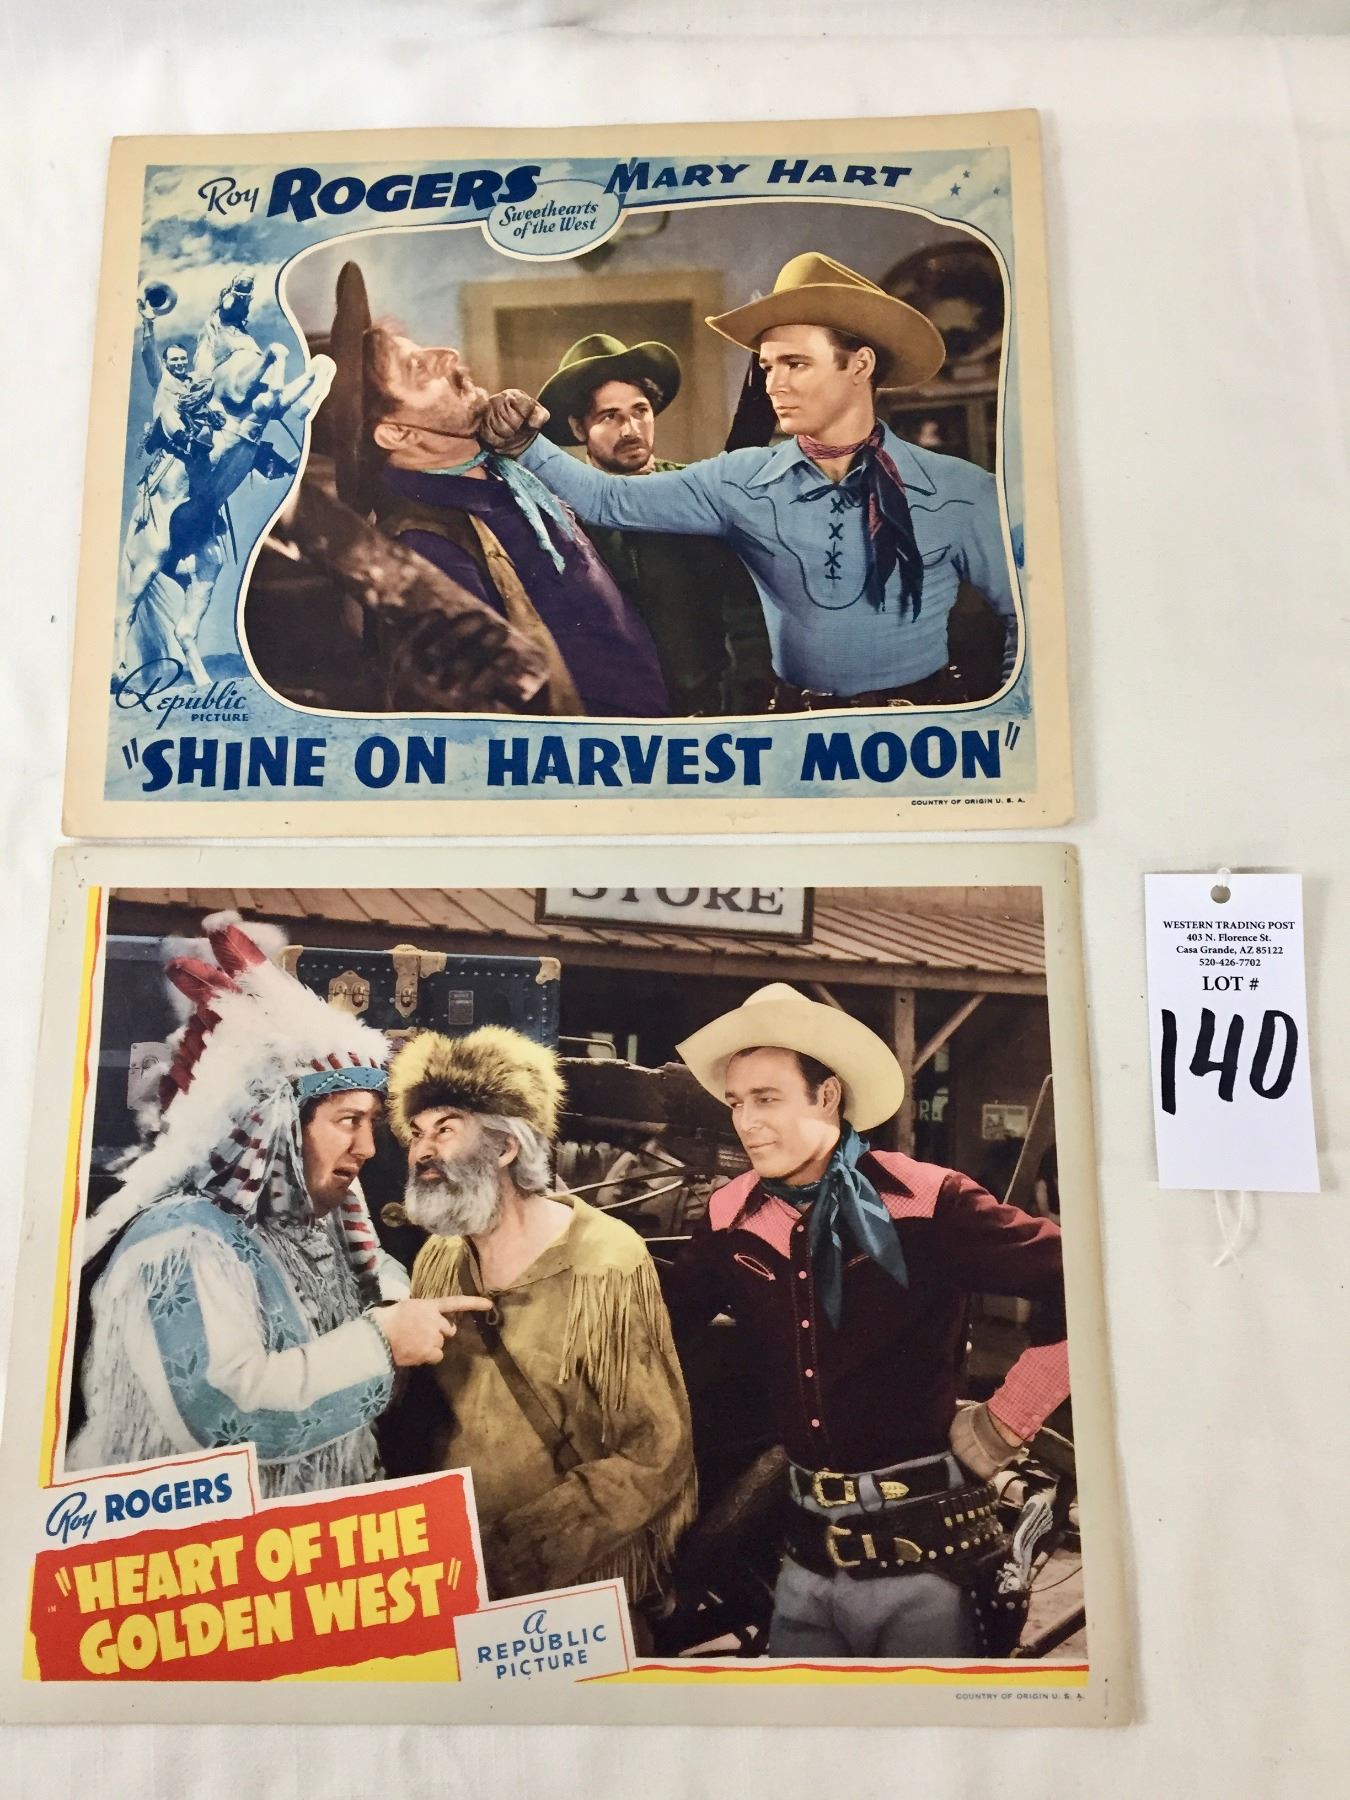 Roy ROGERS MARY HART
Sweethearts
of the West
A
Republic
PICTURE
"SHINE ON HARVEST MOON"
COUNTRY OF ORIGIN U. S. A.
STORE
Roy ROGERS
IN
"HEART OF THE
GOLDEN WEST"
A
REPUBLIC
PICTURE
COUNTRY OF ORIGIN U. S. A.
WESTERN TRADING POST
403 N. Florence St.
Casa Grande, AZ 85122
520-426-7702
LOT #
140